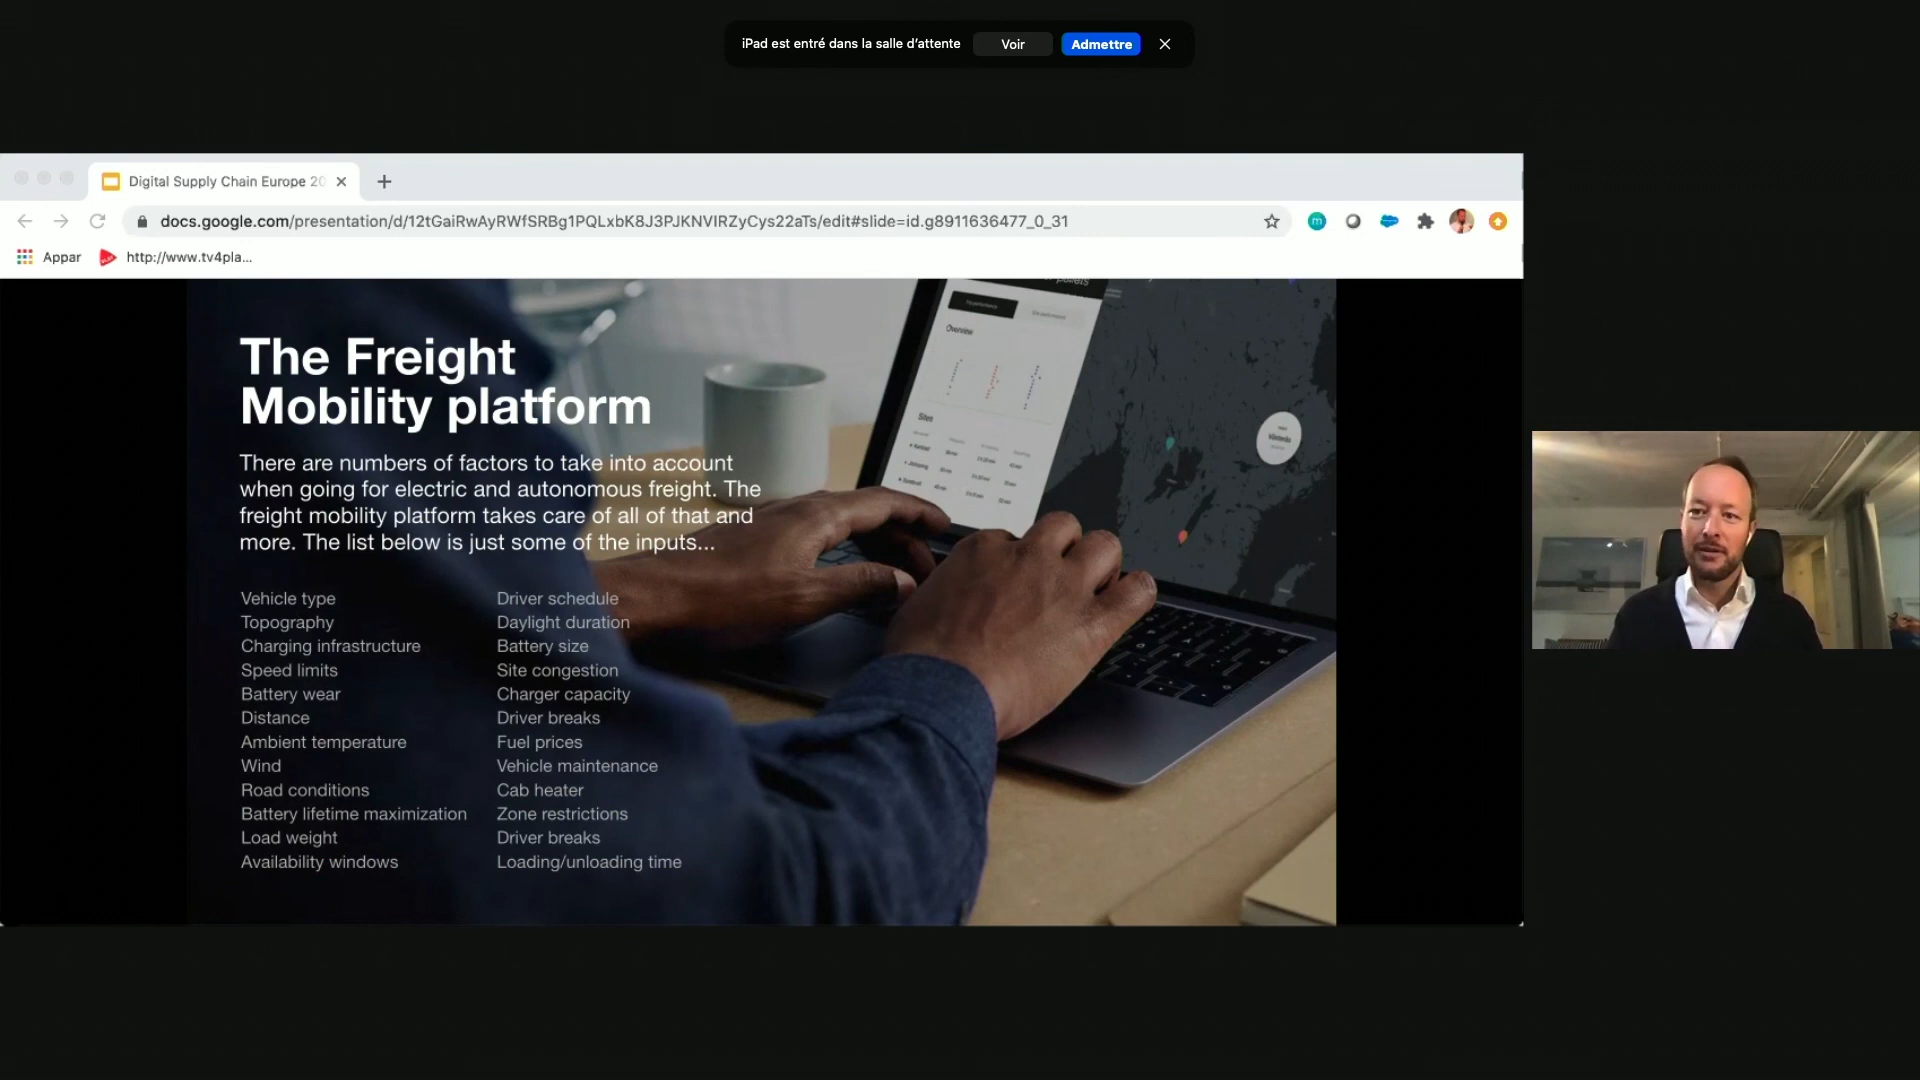 iPad est entré dans la salle d’attente
Voir
Admettre
Digital Supply Chain Europe 20
docs.google.com/presentation/d/12tGaiRwAyRWfSRBg1PQLxbK8J3PJKNVIRZyCys22aTs/edit#slide=id.g8911636477_0_31
Appar
http://www.tv4pla...
The Freight
Mobility platform
There are numbers of factors to take into account
when going for electric and autonomous freight. The
freight mobility platform takes care of all of that and
more. The list below is just some of the inputs...
Vehicle type
Topography
Charging infrastructure
Speed limits
Battery wear
Distance
Ambient temperature
Wind
Road conditions
Battery lifetime maximization
Load weight
Availability windows
Driver schedule
Daylight duration
Battery size
Site congestion
Charger capacity
Driver breaks
Fuel prices
Vehicle maintenance
Cab heater
Zone restrictions
Driver breaks
Loading/unloading time
pallets
Overview
Sites
Västerås